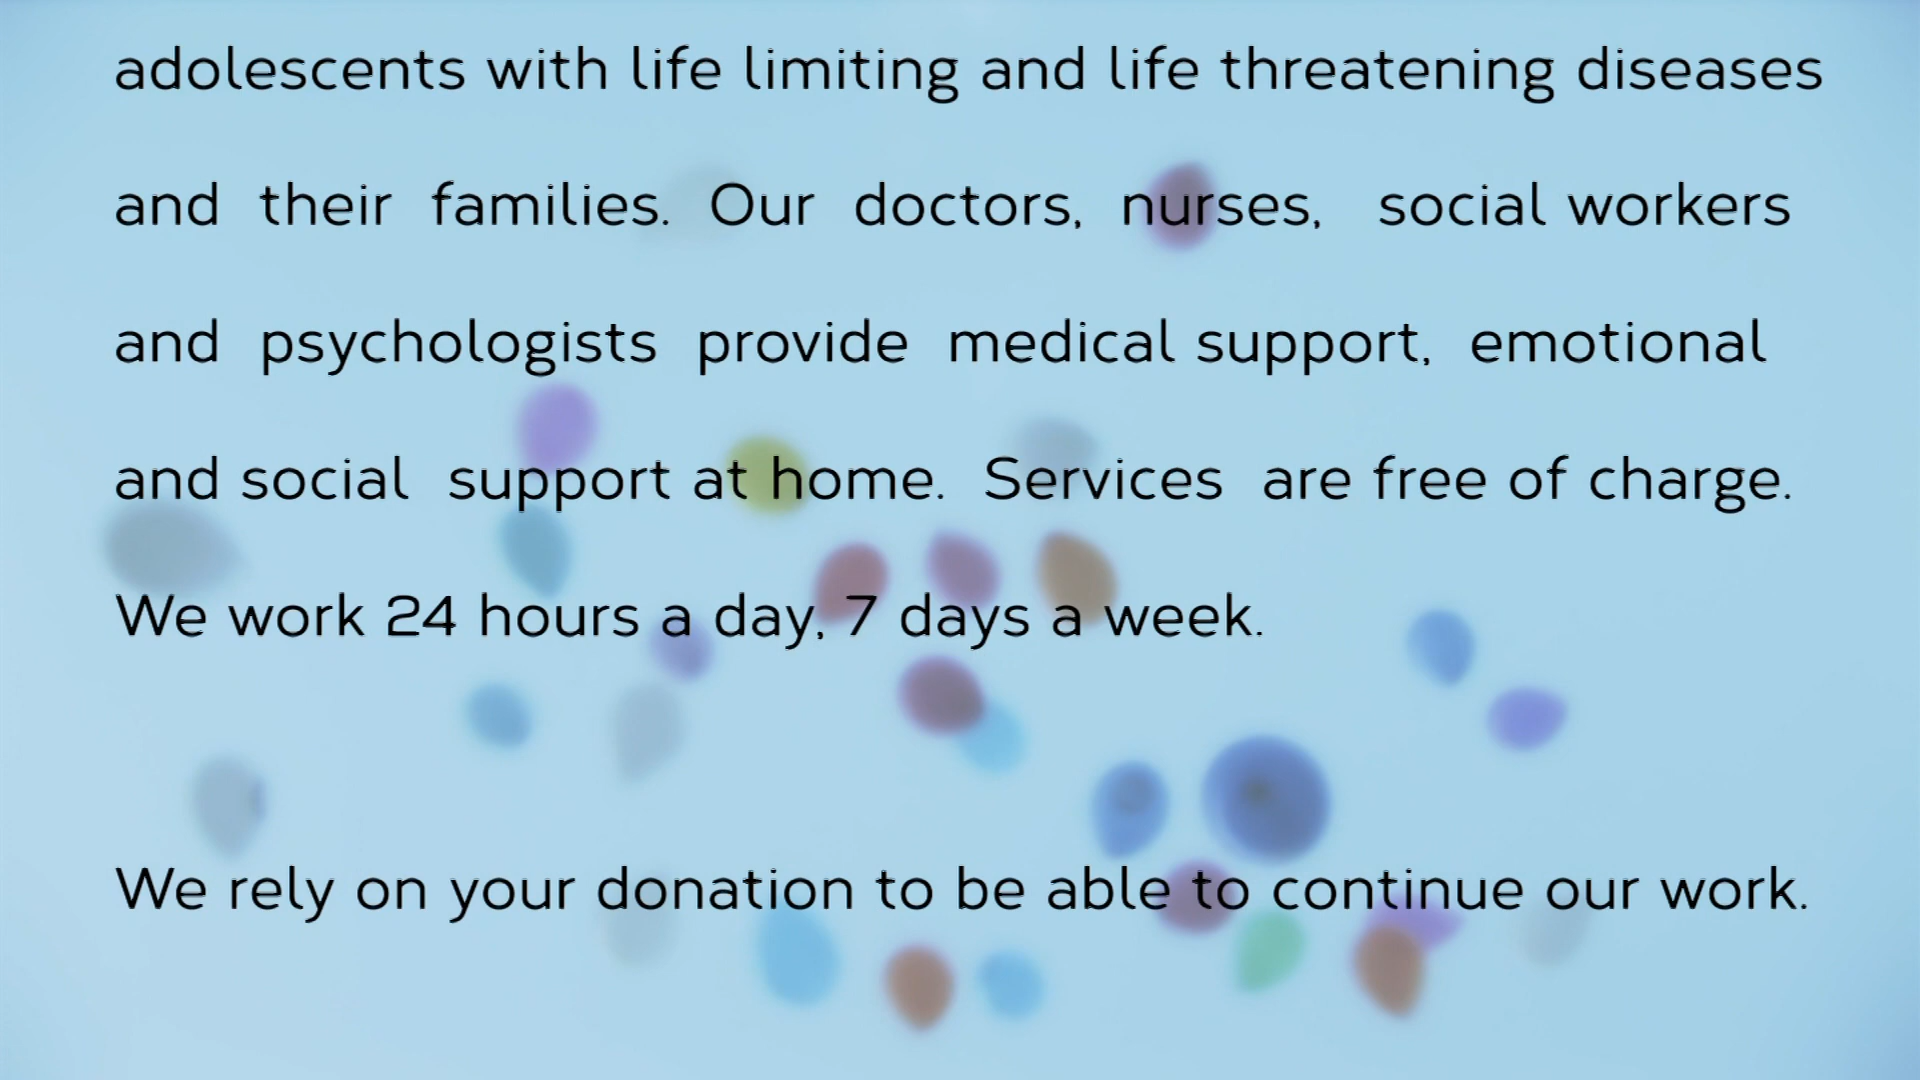 adolescents with life limiting and life threatening diseases
and their families. Our doctors, nurses, social workers
and psychologists provide medical support, emotional
and social support at home. Services are free of charge.
We work 24 hours a day, 7 days a week.
We rely on your donation to be able to continue our work.